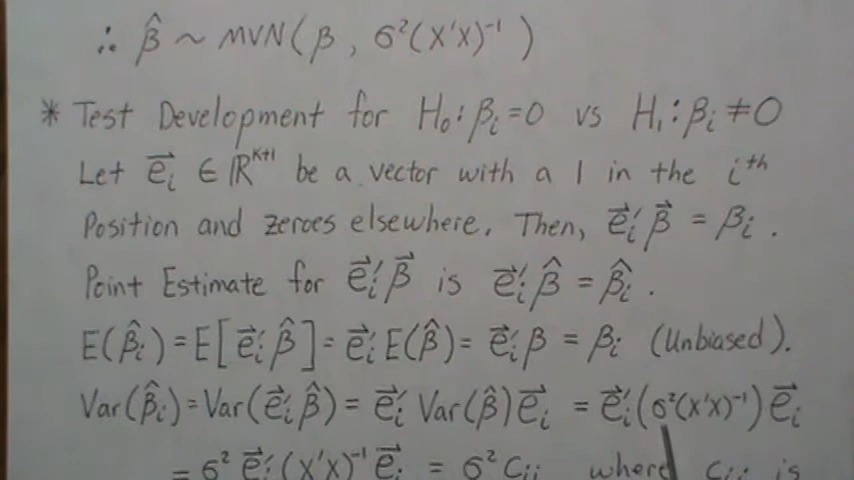 ∴ β̂ ~ MVN(β, σ²(X'X)⁻¹)
* Test Development for H₀: βᵢ=0 vs H₁: βᵢ≠0
Let e⃗ᵢ ∈ ℝᴷ⁺¹ be a vector with a 1 in the iᵗʰ
Position and zeroes elsewhere. Then, e⃗ᵢ' β⃗ = βᵢ.
Point Estimate for e⃗ᵢ' β⃗ is e⃗ᵢ' β̂ = β̂ᵢ.
E(β̂ᵢ) = E[e⃗ᵢ' β̂] = e⃗ᵢ' E(β̂) = e⃗ᵢ' β = βᵢ (Unbiased).
Var(β̂ᵢ) = Var(e⃗ᵢ' β̂) = e⃗ᵢ' Var(β̂) e⃗ᵢ = e⃗ᵢ'(σ²(X'X)⁻¹) e⃗ᵢ
= σ² e⃗ᵢ' (X'X)⁻¹ e⃗ᵢ = σ² Cᵢᵢ where Cᵢᵢ is